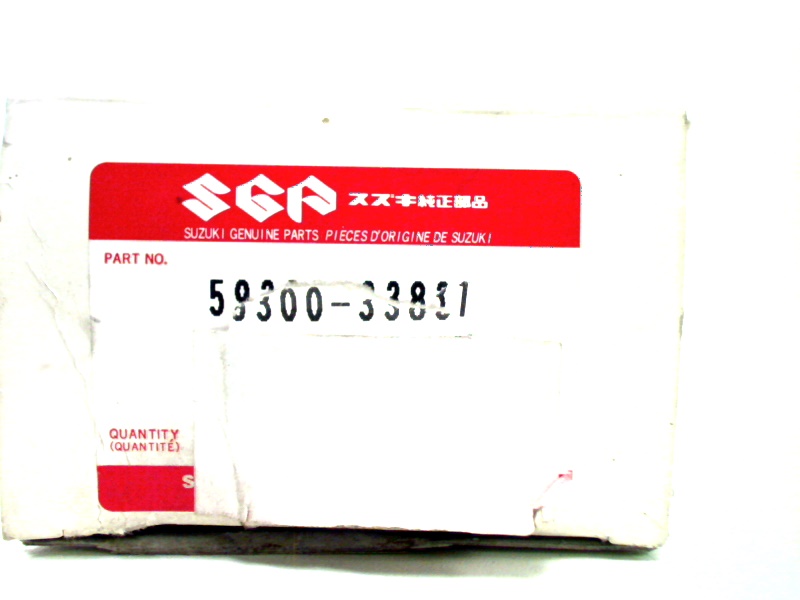 SGP スズキ純正部品
SUZUKI GENUINE PARTS PIÈCES D'ORIGINE DE SUZUKI
PART NO.
59300-33831
QUANTITY
(QUANTITÉ)
S